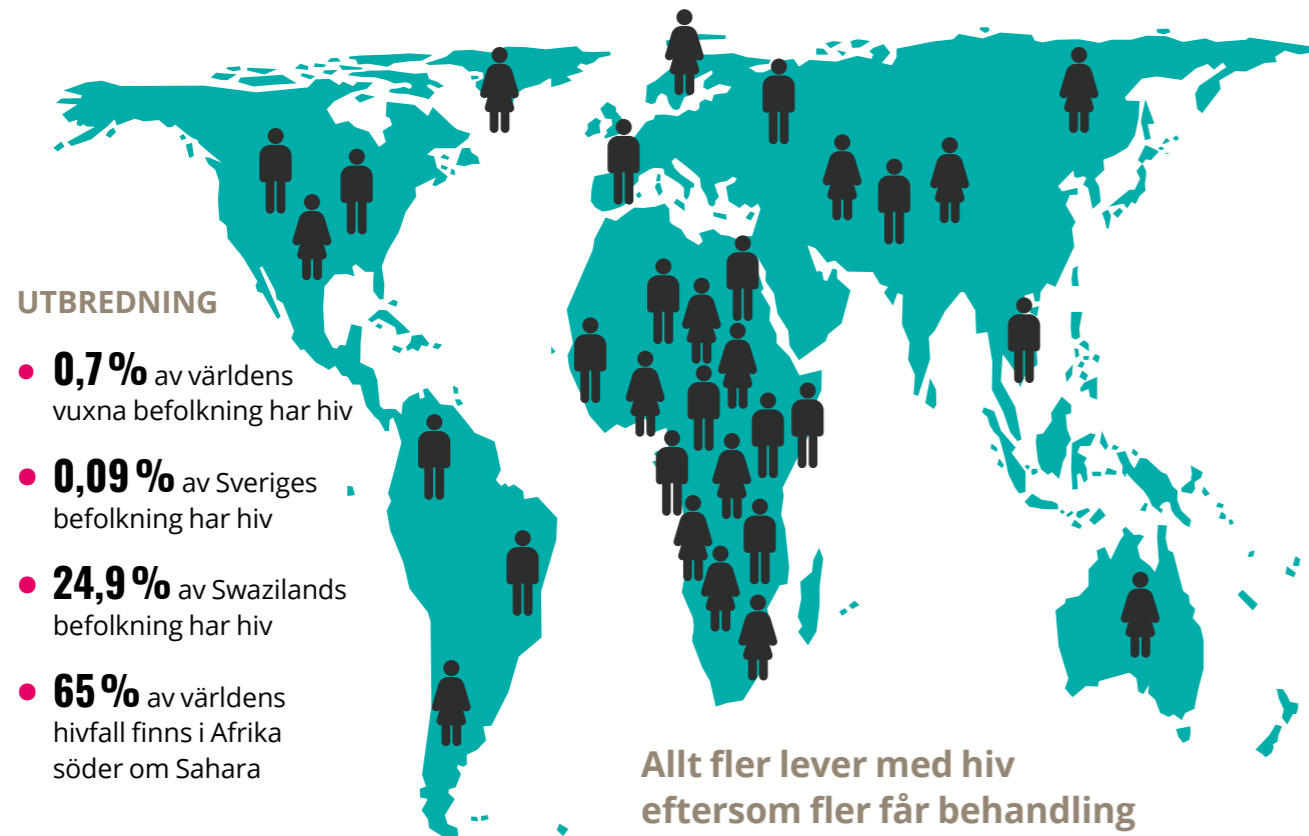 UTBREDNING
• 0,7 % av världens
vuxna befolkning har hiv
• 0,09 % av Sveriges
befolkning har hiv
• 24,9 % av Swazilands
befolkning har hiv
• 65 % av världens
hivfall finns i Afrika
söder om Sahara
Allt fler lever med hiv
eftersom fler får behandling